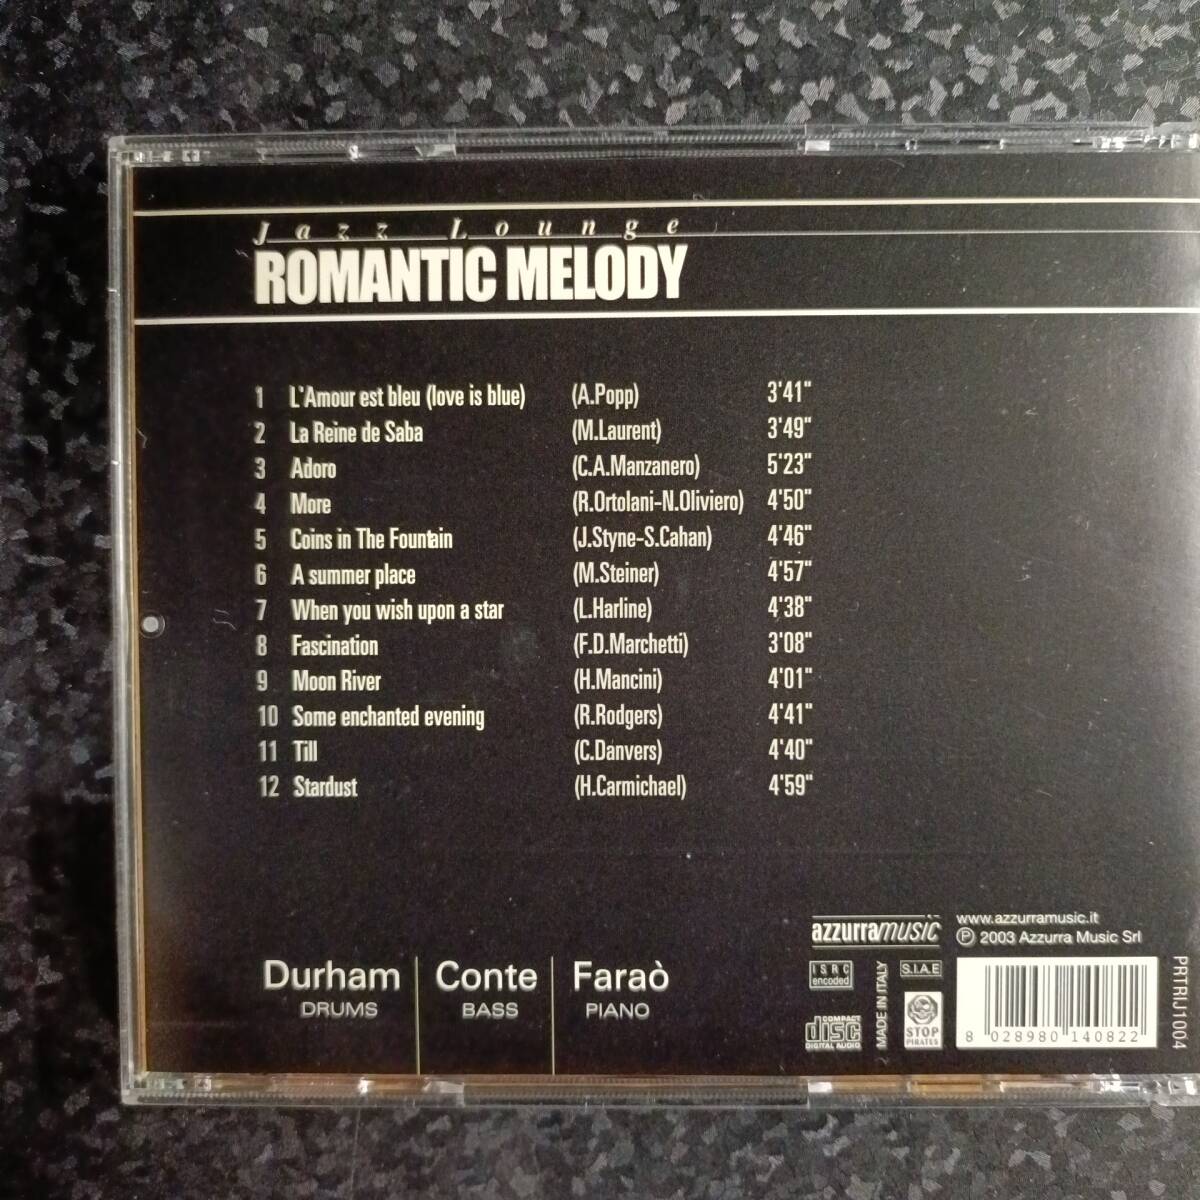 Jazz Lounge
ROMANTIC MELODY
1 L'Amour est bleu (love is blue) (A.Popp) 3'41"
2 La Reine de Saba (M.Laurent) 3'49"
3 Adoro (C.A.Manzanero) 5'23"
4 More (R.Ortolani-N.Oliviero) 4'50"
5 Coins in The Fountain (J.Styne-S.Cahan) 4'46"
6 A summer place (M.Steiner) 4'57"
7 When you wish upon a star (L.Harline) 4'38"
8 Fascination (F.D.Marchetti) 3'08"
9 Moon River (H.Mancini) 4'01"
10 Some enchanted evening (R.Rodgers) 4'41"
11 Till (C.Danvers) 4'40"
12 Stardust (H.Carmichael) 4'59"
Durham
DRUMS
Conte
BASS
Faraò
PIANO
azzurramusic
www.azzurramusic.it
℗ 2003 Azzurra Music Srl
ISRC
encoded
S.I.A.E
COMPACT
disc
DIGITAL AUDIO
MADE IN ITALY
STOP
PIRATES
8 028980 140822
PRTRIJ1004